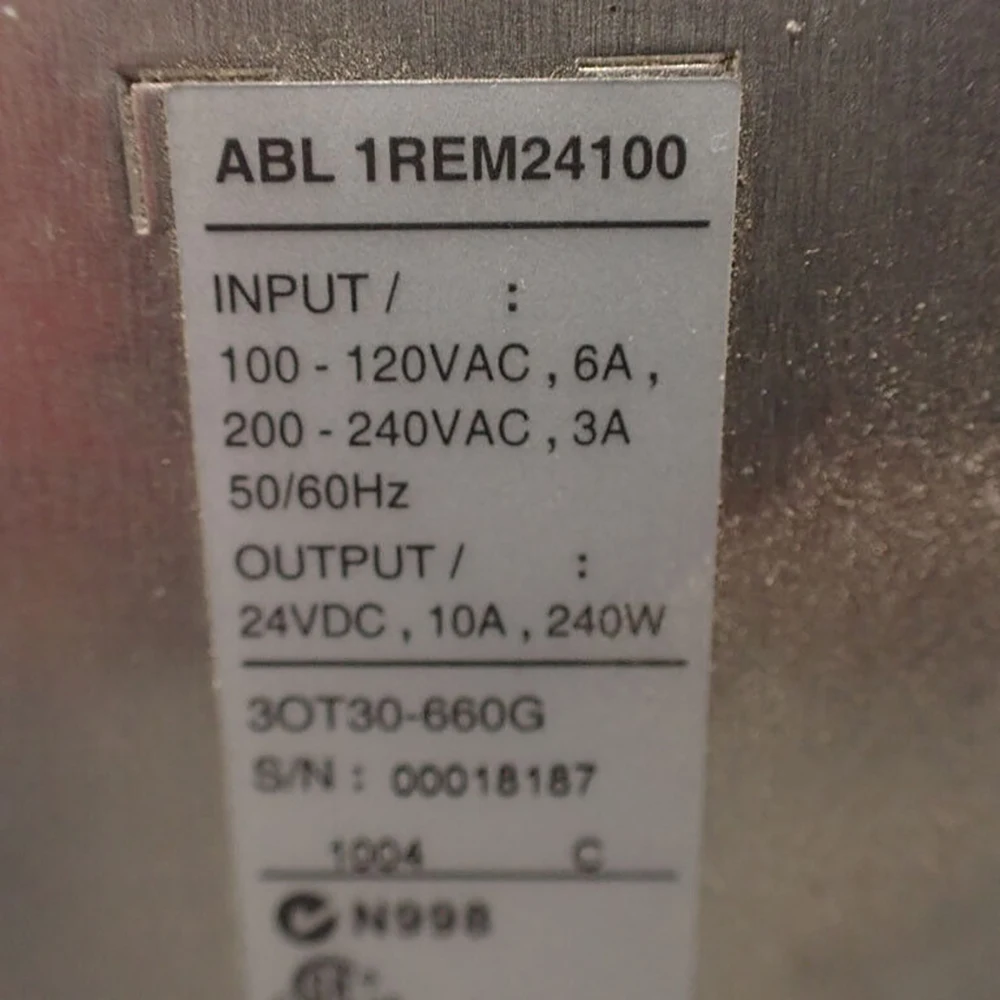 ABL 1REM24100
INPUT / :
100 - 120VAC , 6A ,
200 - 240VAC , 3A
50/60Hz
OUTPUT / :
24VDC , 10A , 240W
3OT30-660G
S/N : 00018187
1004 C
N998